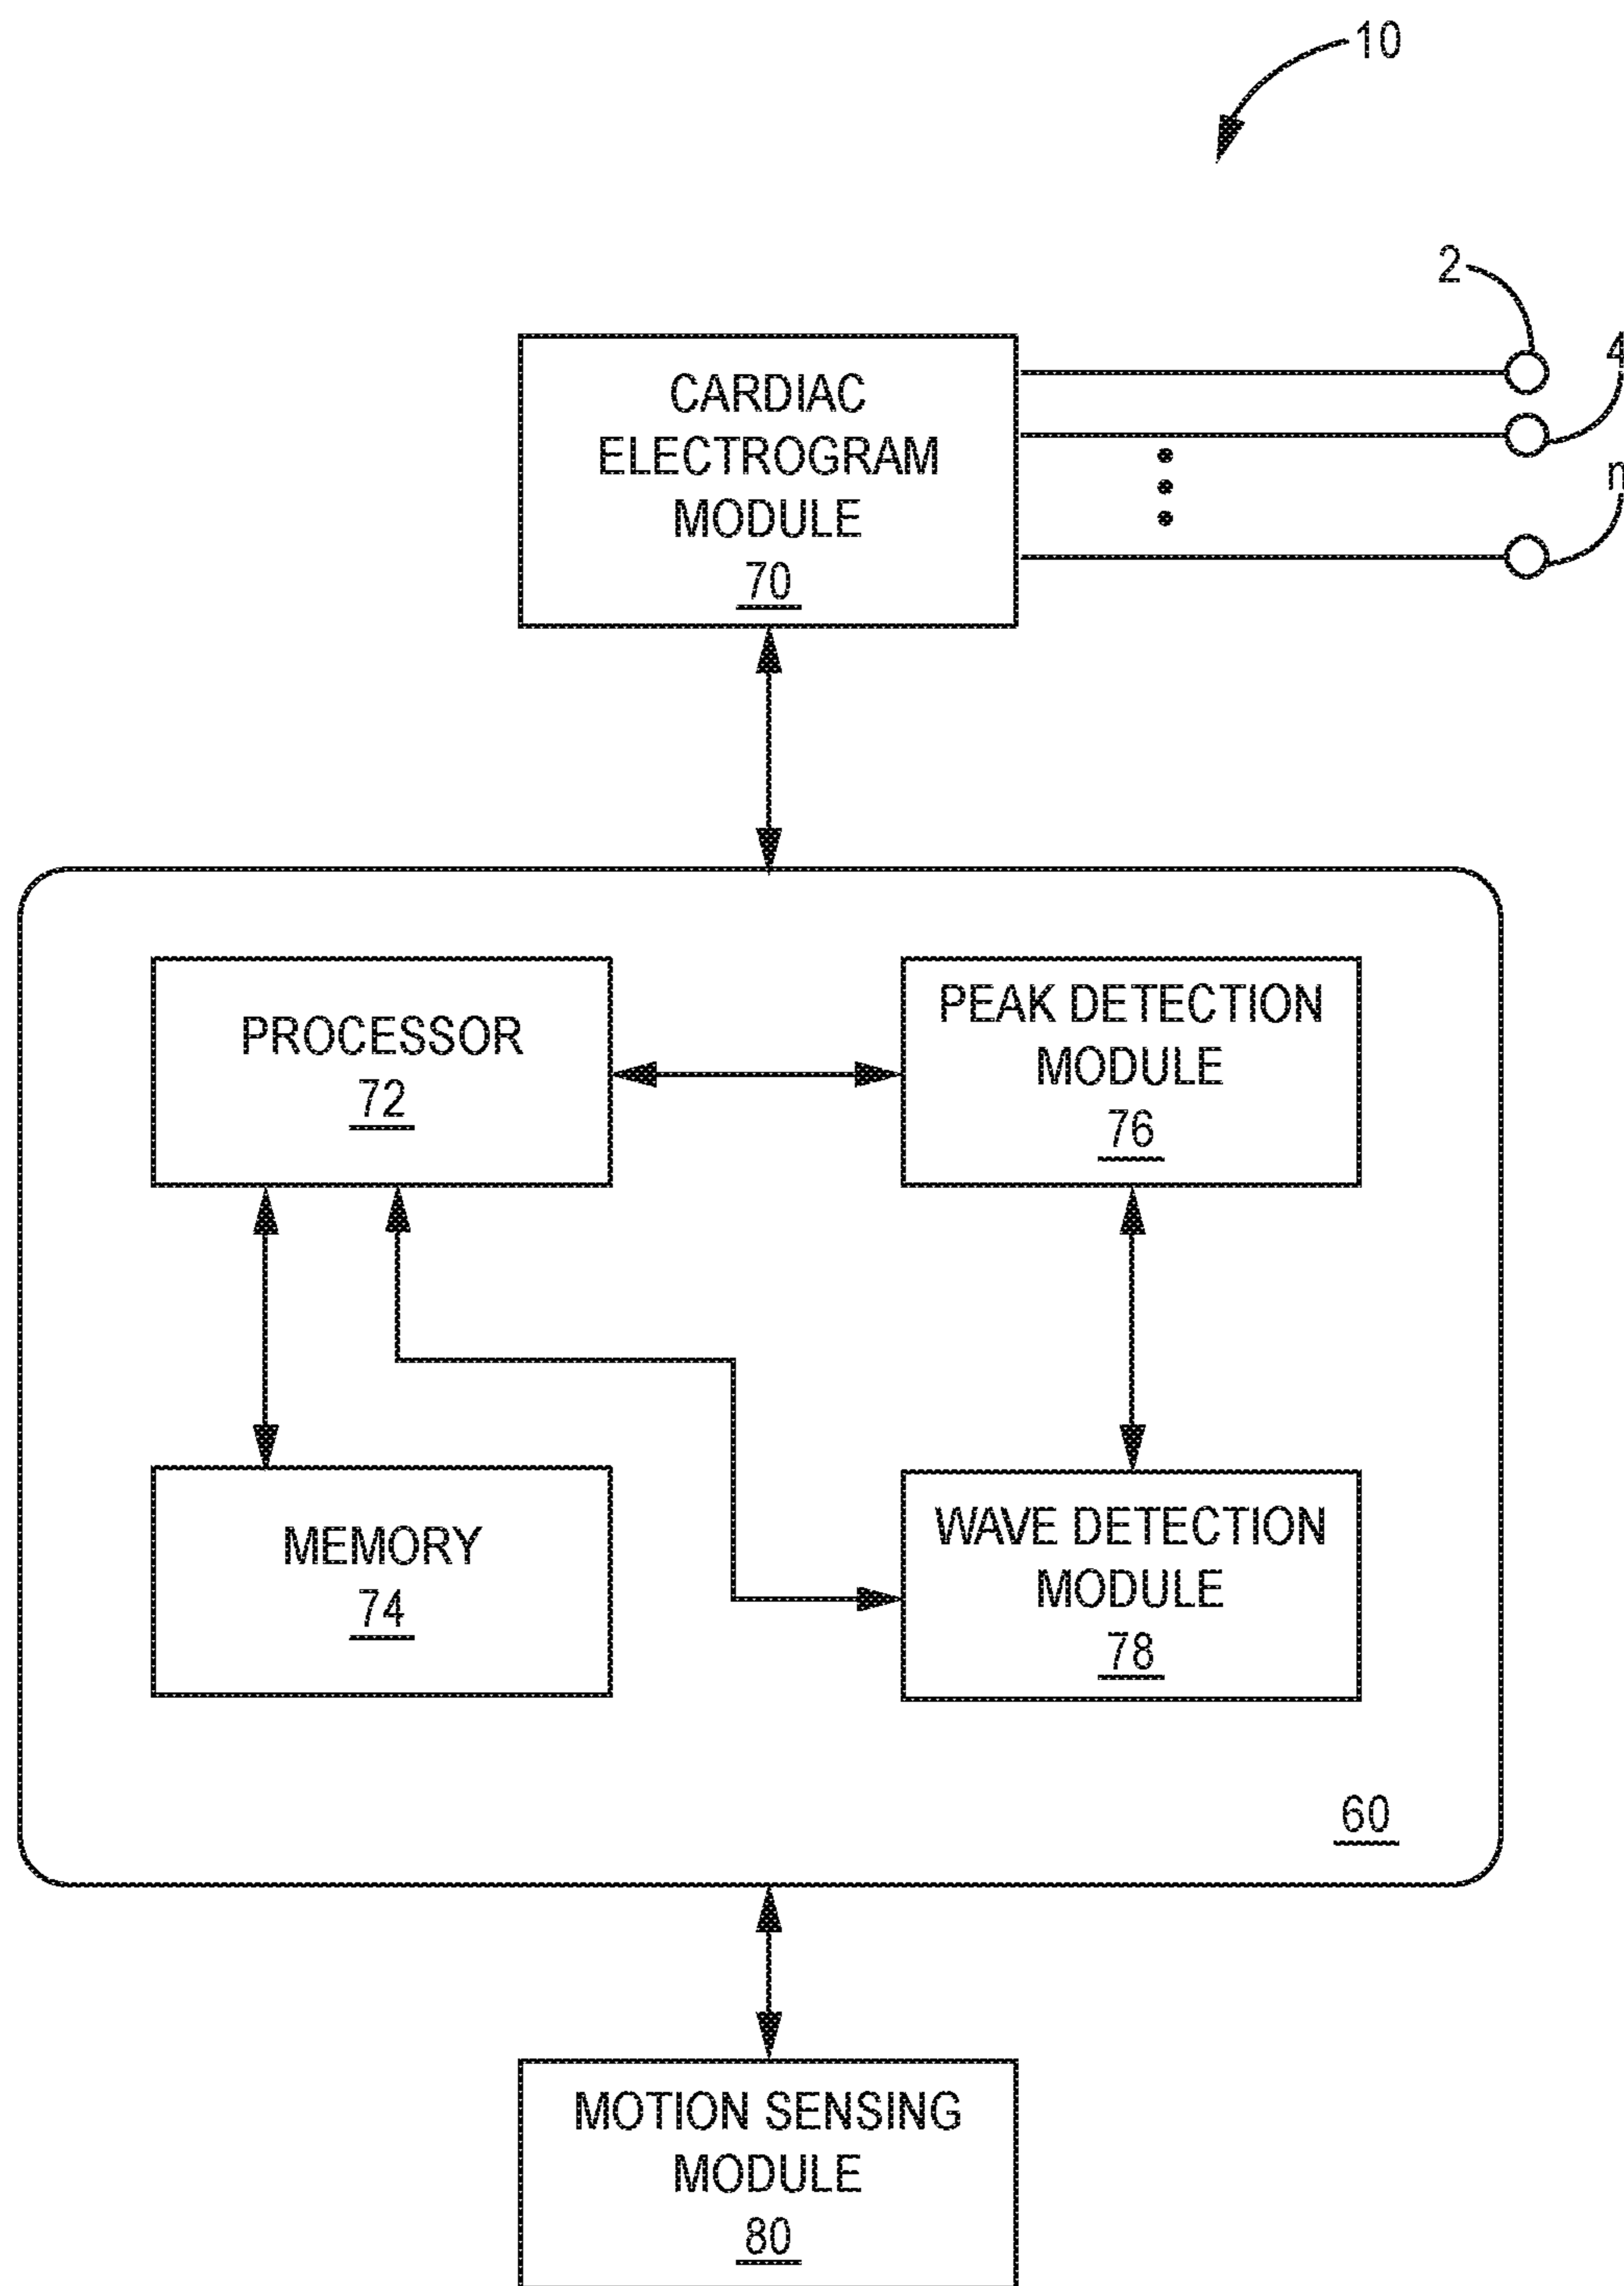 10
2
4
n
CARDIAC
ELECTROGRAM
MODULE
70
PROCESSOR
72
PEAK DETECTION
MODULE
76
MEMORY
74
WAVE DETECTION
MODULE
78
60
MOTION SENSING
MODULE
80